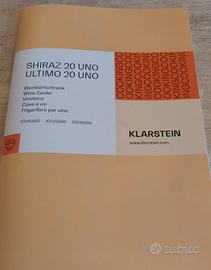 SHIRAZ 20 UNO
ULTIMO 20 UNO
Weinkühlschrank
Wine Cooler
Vinoteca
Cave à vin
Frigorifero per vino
KLARSTEIN
www.klarstein.com
subito